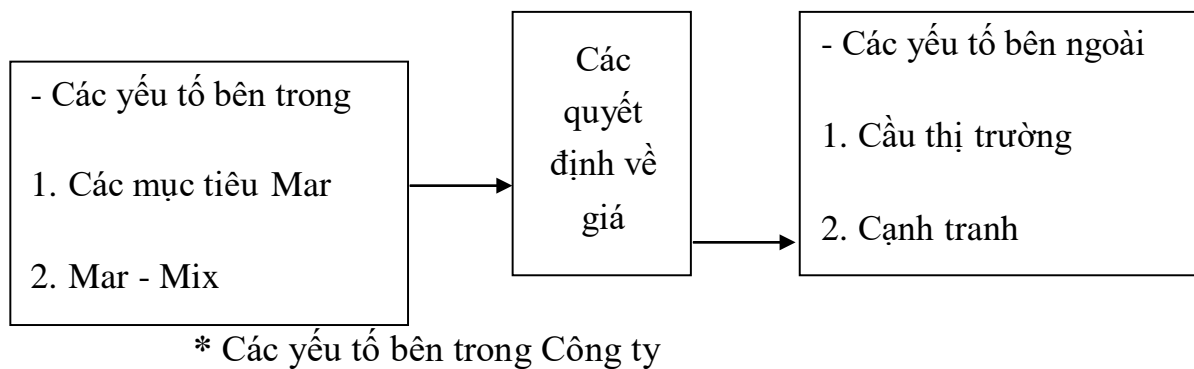 - Các yếu tố bên trong
1. Các mục tiêu Mar
2. Mar - Mix
Các
quyết
định về
giá
- Các yếu tố bên ngoài
1. Cầu thị trường
2. Cạnh tranh
* Các yếu tố bên trong Công ty